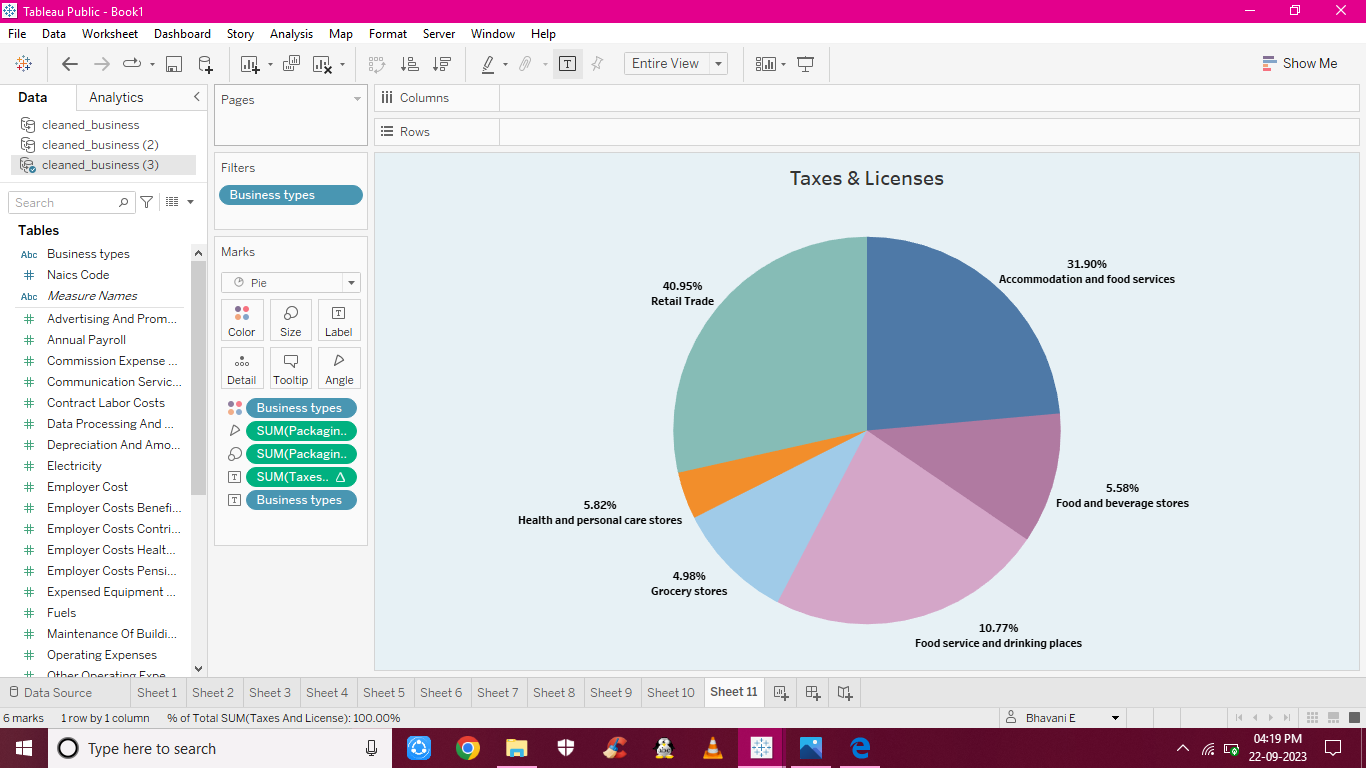 Tableau Public - Book1
File Data Worksheet Dashboard Story Analysis Map Format Server Window Help
Entire View
Show Me
Data Analytics
cleaned_business
cleaned_business (2)
cleaned_business (3)
Search
Tables
Abc Business types
# Naics Code
Abc Measure Names
# Advertising And Prom...
# Annual Payroll
# Commission Expense ...
# Communication Servic...
# Contract Labor Costs
# Data Processing And ...
# Depreciation And Amo...
# Electricity
# Employer Cost
# Employer Costs Benefi...
# Employer Costs Contri...
# Employer Costs Healt...
# Employer Costs Pensi...
# Expensed Equipment ...
# Fuels
# Maintenance Of Buildi...
# Operating Expenses
# Other Operating Expe...
Pages
Filters
Business types
Marks
Pie
Color Size Label
Detail Tooltip Angle
Business types
SUM(Packagin..
SUM(Packagin..
SUM(Taxes.. Δ
Business types
Columns
Rows
Taxes & Licenses
31.90%
Accommodation and food services
40.95%
Retail Trade
5.58%
Food and beverage stores
5.82%
Health and personal care stores
4.98%
Grocery stores
10.77%
Food service and drinking places
Data Source Sheet 1 Sheet 2 Sheet 3 Sheet 4 Sheet 5 Sheet 6 Sheet 7 Sheet 8 Sheet 9 Sheet 10 Sheet 11
6 marks 1 row by 1 column % of Total SUM(Taxes And License): 100.00%
Bhavani E
Type here to search
04:19 PM
22-09-2023